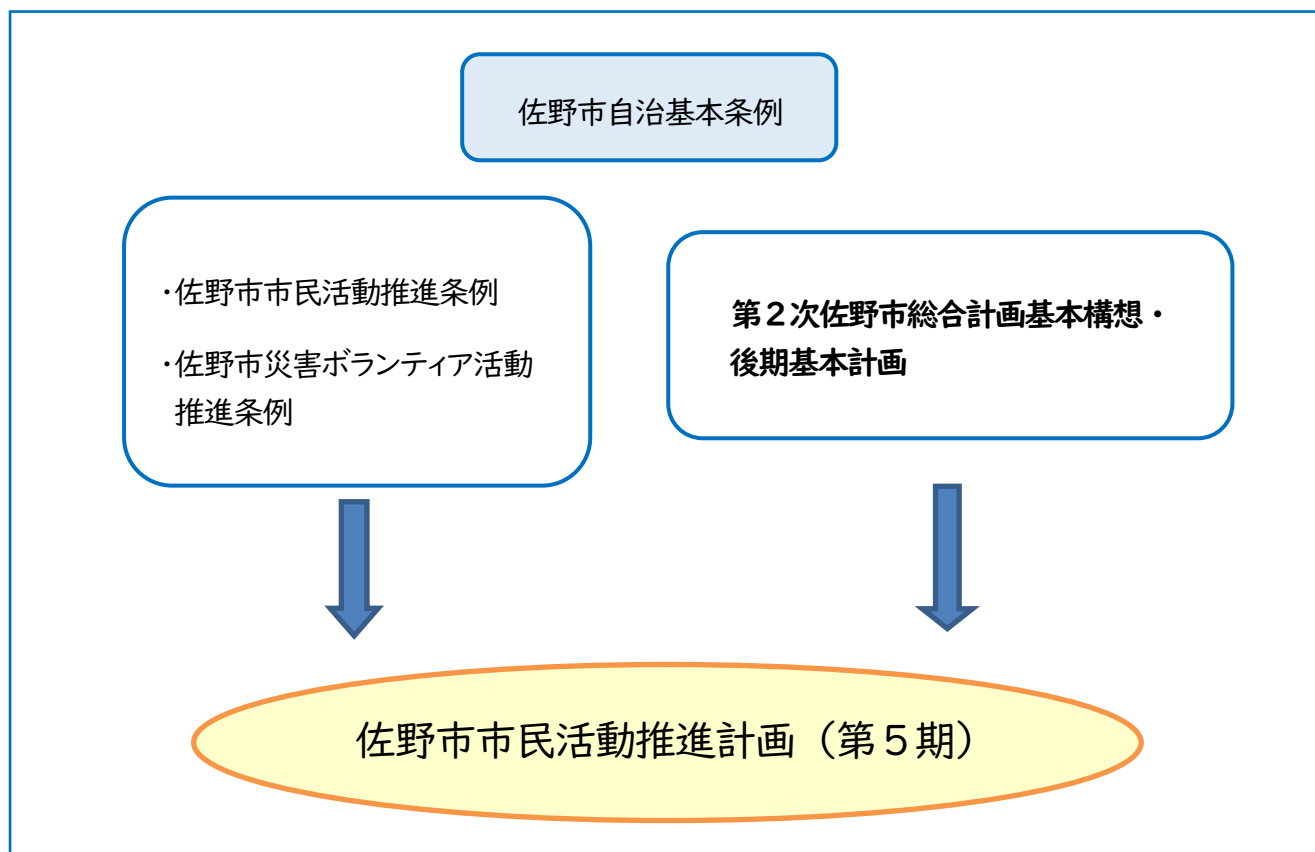 佐野市自治基本条例
・佐野市市民活動推進条例
・佐野市災害ボランティア活動
推進条例
第２次佐野市総合計画基本構想・
後期基本計画
佐野市市民活動推進計画（第５期）